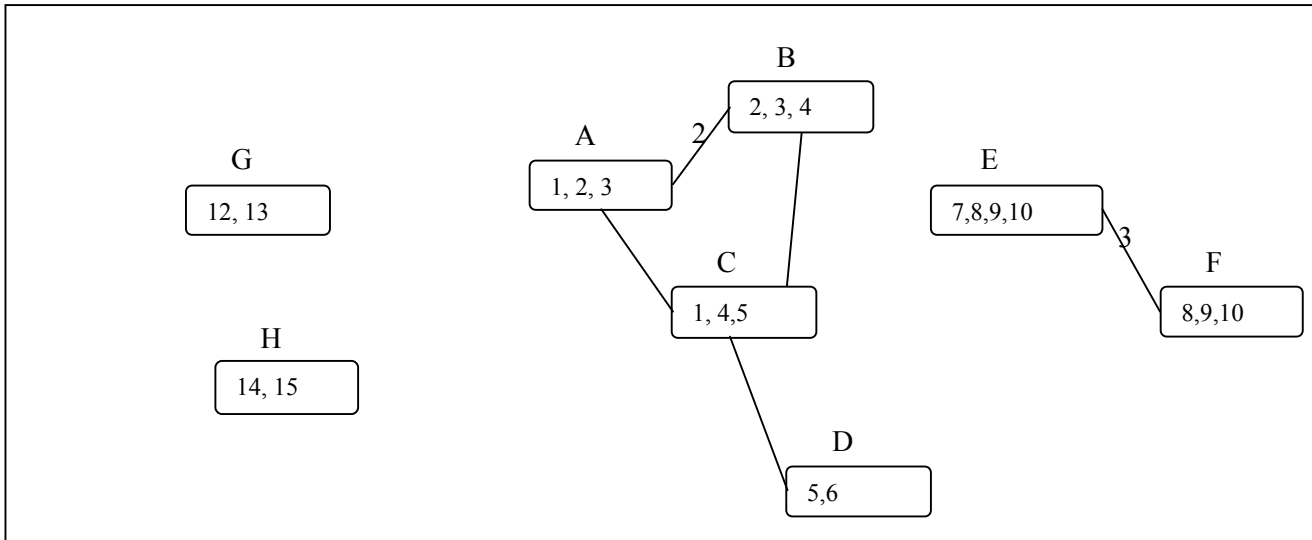 B
2, 3, 4
2
A
1, 2, 3
G
12, 13
E
7,8,9,10
3
F
8,9,10
C
1, 4,5
H
14, 15
D
5,6